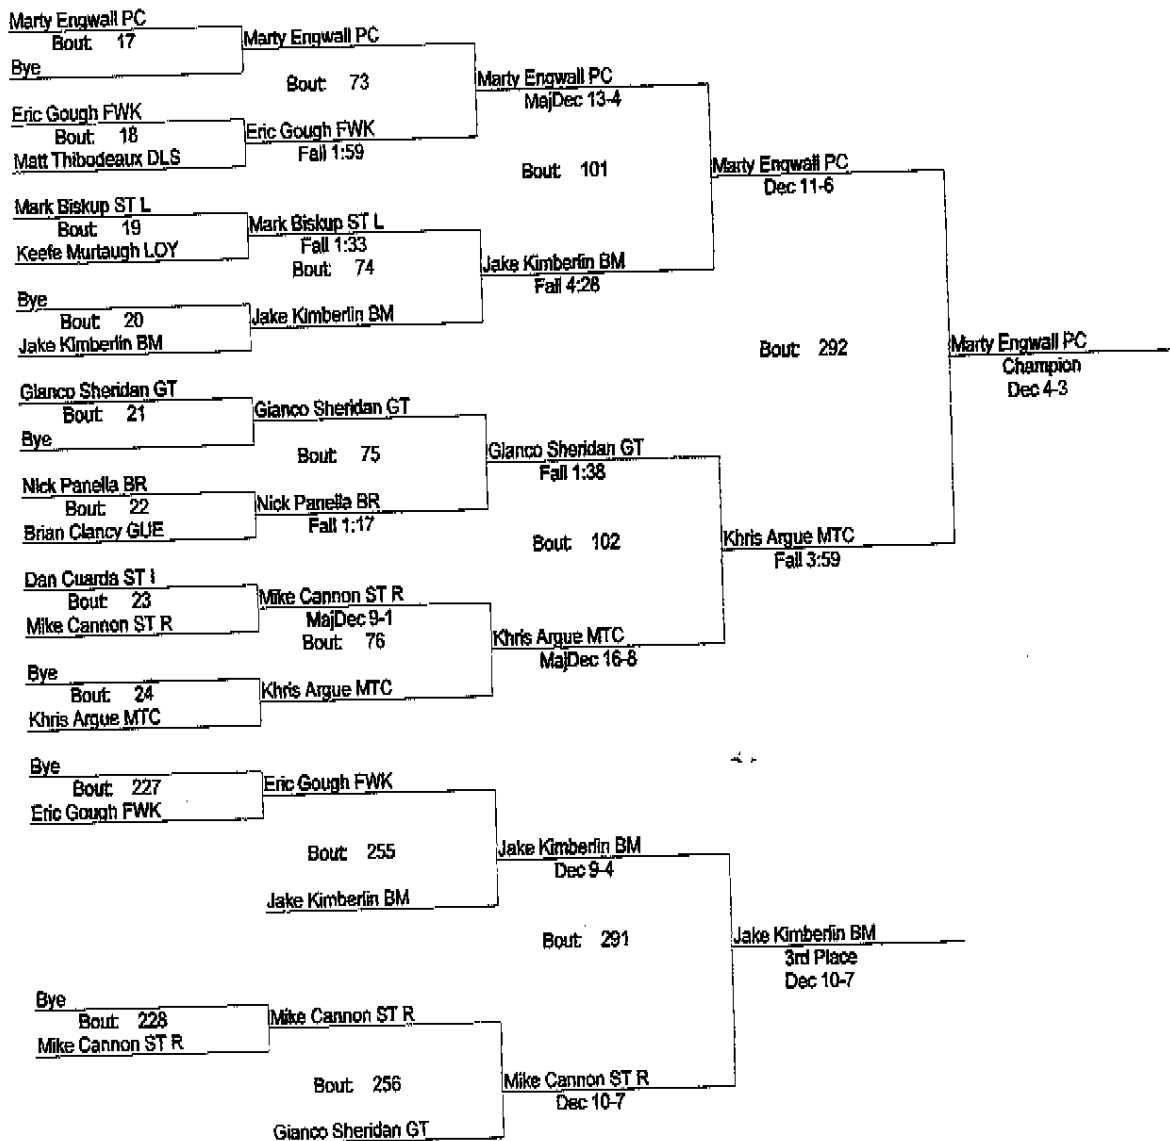 Marty Engwall PC
Bout: 17
Bye
Marty Engwall PC
Bout: 73
Eric Gough FWK
Bout: 18
Matt Thibodeaux DLS
Eric Gough FWK
Fall 1:59
Marty Engwall PC
MajDec 13-4
Bout: 101
Mark Biskup ST L
Bout: 19
Keefe Murtaugh LOY
Mark Biskup ST L
Fall 1:33
Bout: 74
Bye
Bout: 20
Jake Kimberlin BM
Jake Kimberlin BM
Jake Kimberlin BM
Fall 4:28
Marty Engwall PC
Dec 11-6
Bout: 292
Gianco Sheridan GT
Bout: 21
Bye
Gianco Sheridan GT
Bout: 75
Nick Panella BR
Bout: 22
Brian Clancy GUE
Nick Panella BR
Fall 1:17
Gianco Sheridan GT
Fall 1:38
Bout: 102
Dan Cuarda ST I
Bout: 23
Mike Cannon ST R
Mike Cannon ST R
MajDec 9-1
Bout: 76
Bye
Bout: 24
Khris Argue MTC
Khris Argue MTC
Khris Argue MTC
MajDec 16-8
Khris Argue MTC
Fall 3:59
Marty Engwall PC
Champion
Dec 4-3
Bye
Bout: 227
Eric Gough FWK
Eric Gough FWK
Bout: 255
Jake Kimberlin BM
Jake Kimberlin BM
Dec 9-4
Bout: 291
Bye
Bout: 228
Mike Cannon ST R
Mike Cannon ST R
Bout: 256
Gianco Sheridan GT
Mike Cannon ST R
Dec 10-7
Jake Kimberlin BM
3rd Place
Dec 10-7